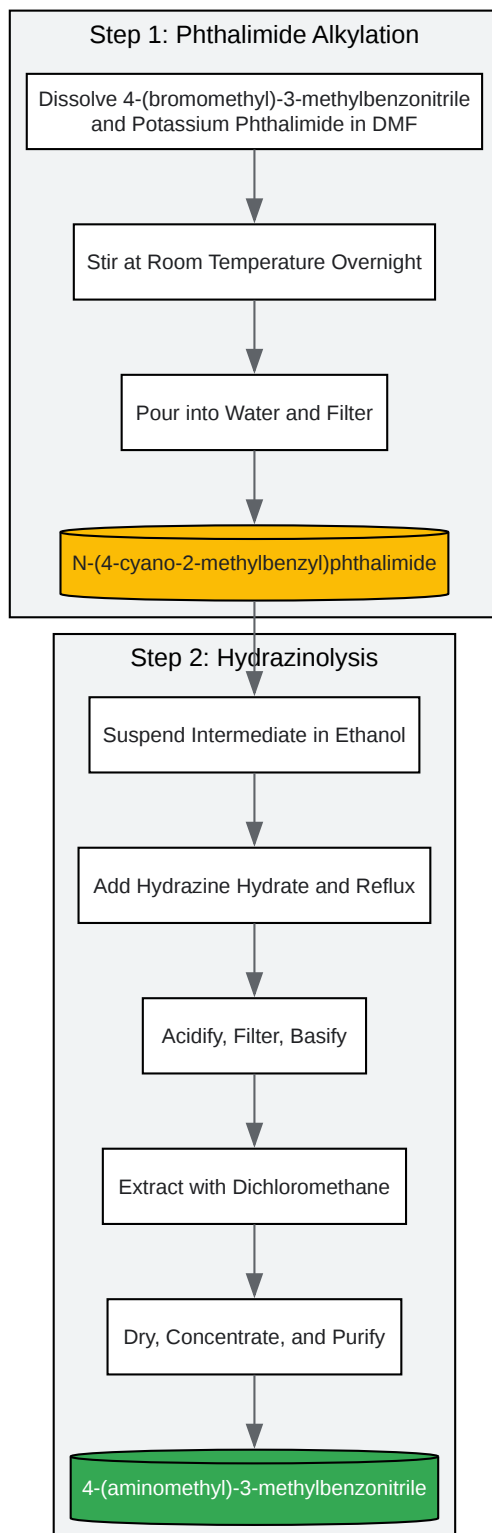 Step 1: Phthalimide Alkylation
Dissolve 4-(bromomethyl)-3-methylbenzonitrile
and Potassium Phthalimide in DMF
Stir at Room Temperature Overnight
Pour into Water and Filter
N-(4-cyano-2-methylbenzyl)phthalimide
Step 2: Hydrazinolysis
Suspend Intermediate in Ethanol
Add Hydrazine Hydrate and Reflux
Acidify, Filter, Basify
Extract with Dichloromethane
Dry, Concentrate, and Purify
4-(aminomethyl)-3-methylbenzonitrile